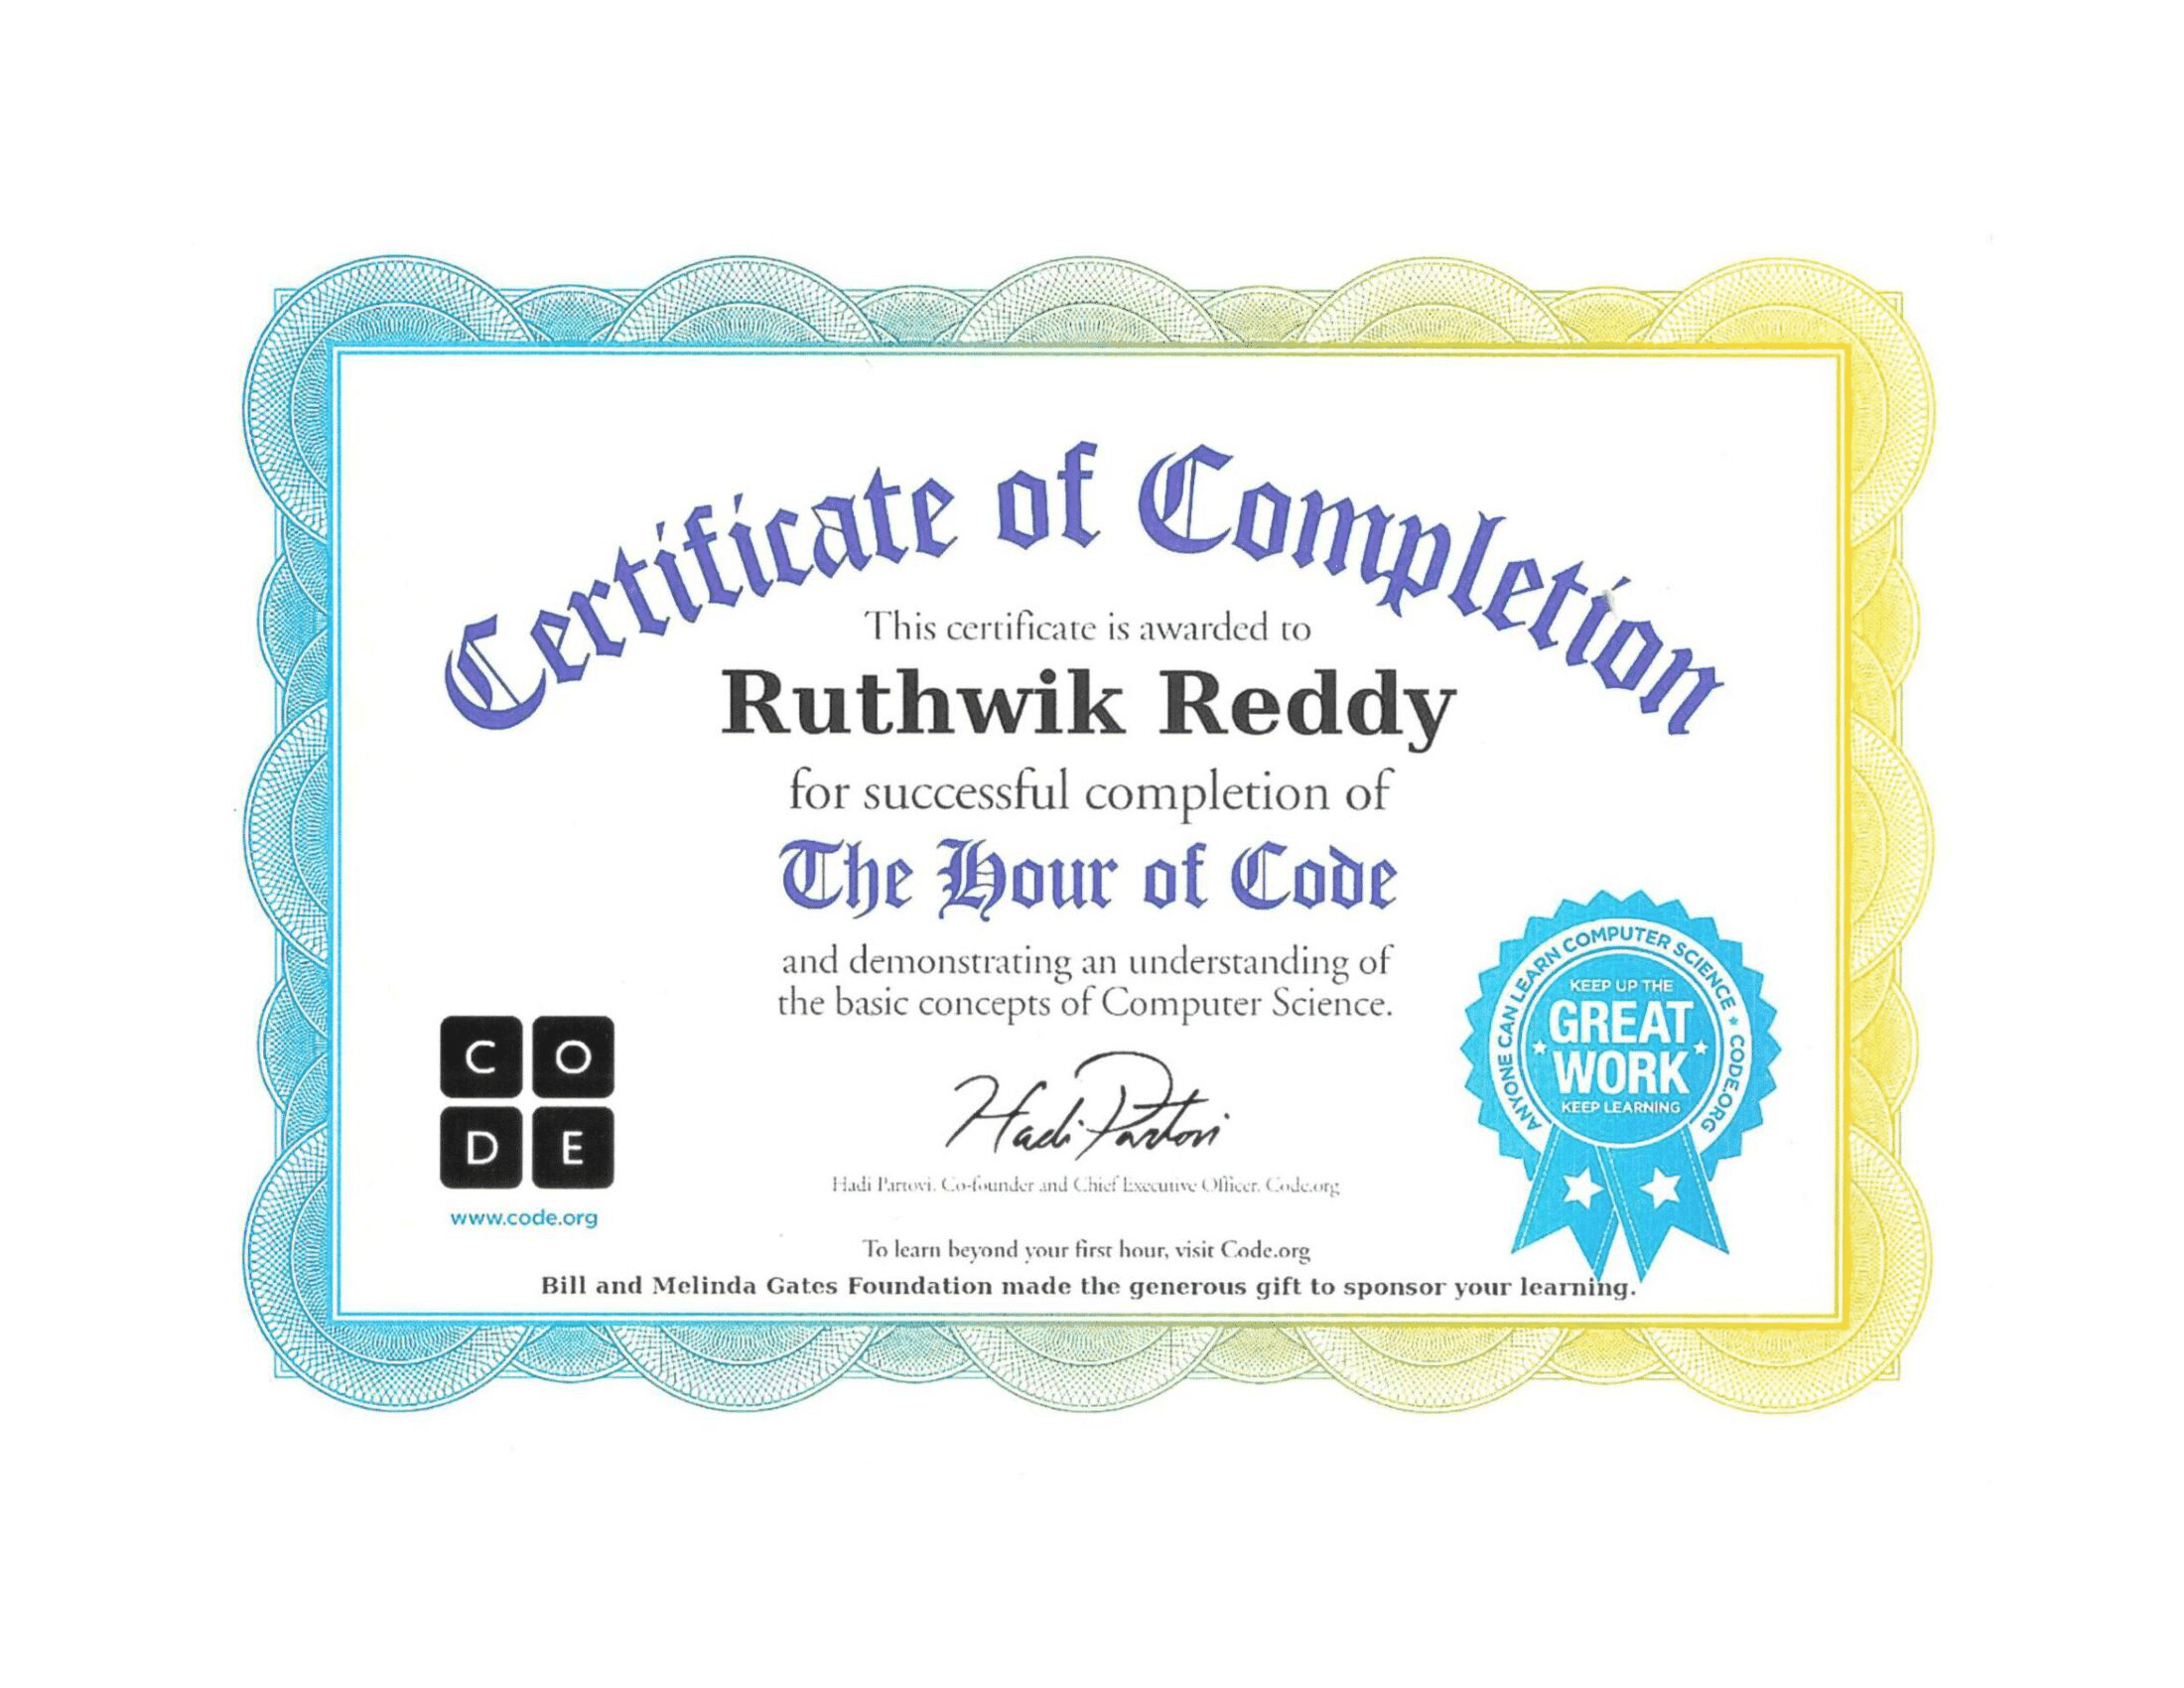 Certificate of Completion
This certificate is awarded to
Ruthwik Reddy
for successful completion of
The Hour of Code
and demonstrating an understanding of
the basic concepts of Computer Science.
C O
D E
www.code.org
Hadi Partovi
Hadi Partovi, Co-founder and Chief Executive Officer, Code.org
To learn beyond your first hour, visit Code.org
Bill and Melinda Gates Foundation made the generous gift to sponsor your learning.
ANYONE CAN LEARN COMPUTER SCIENCE • CODE.ORG
KEEP UP THE
GREAT
WORK
KEEP LEARNING